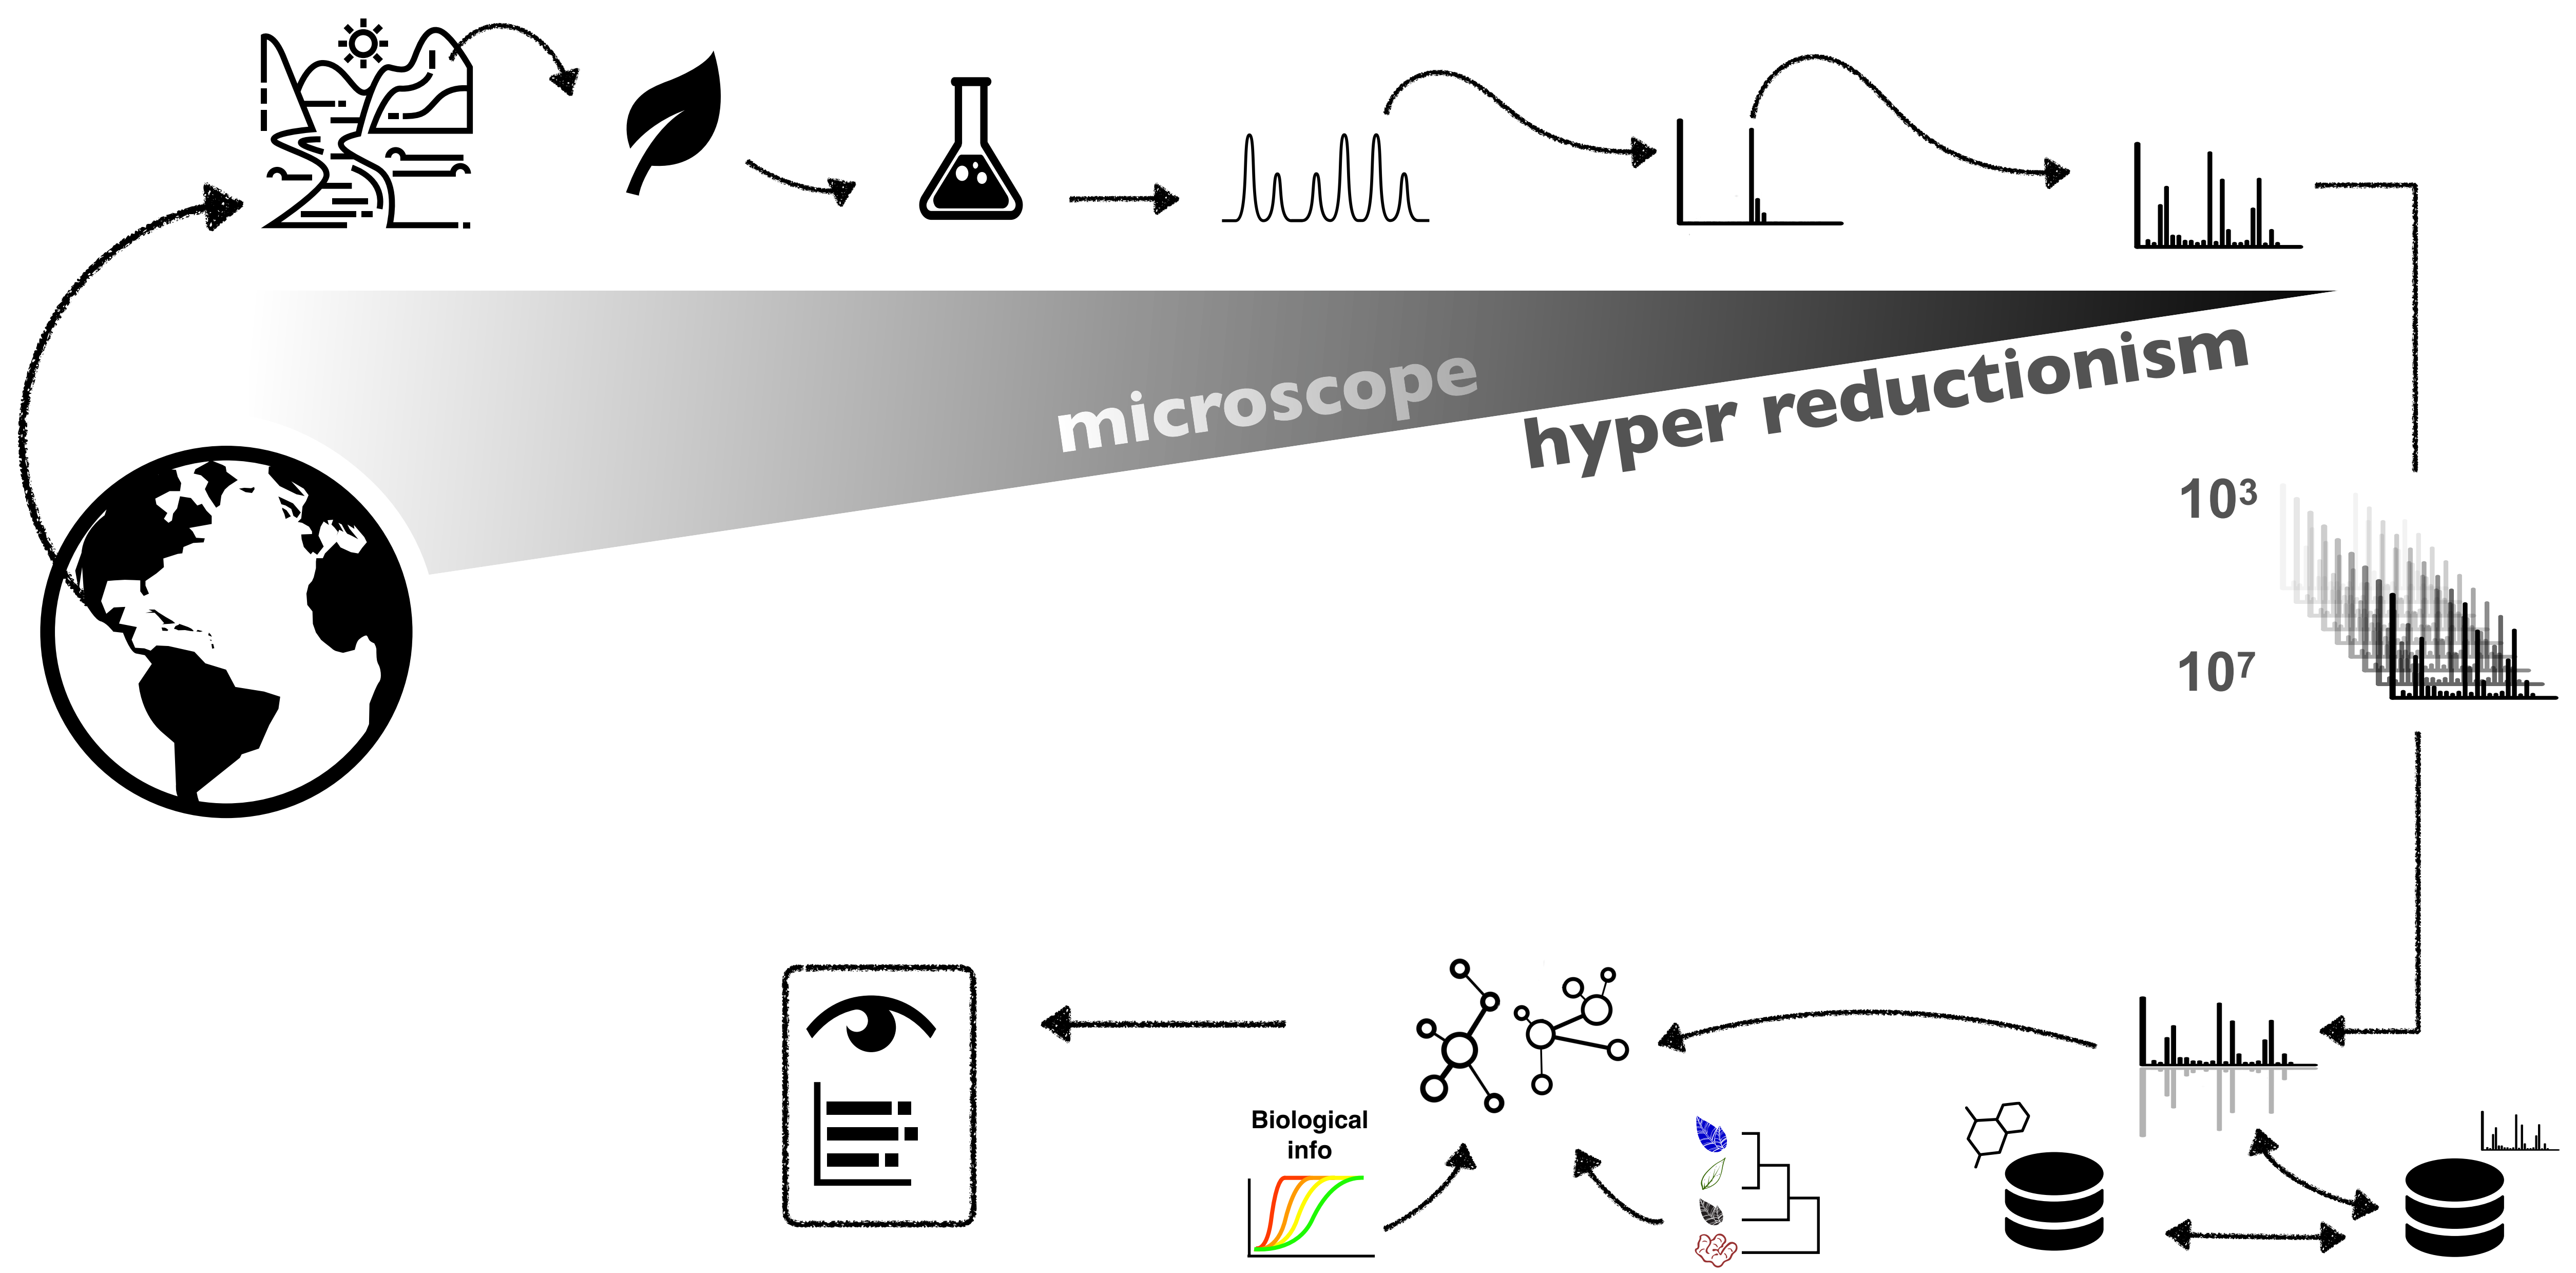 microscope
hyper reductionism
10³
10⁷
Biological
info